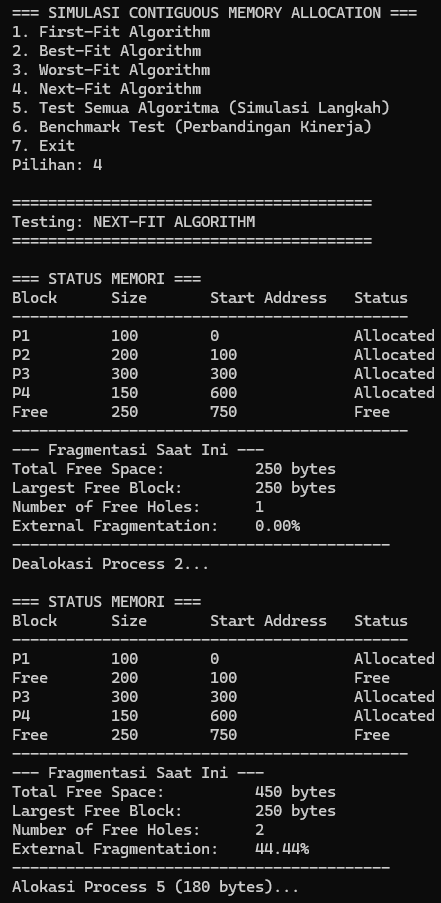 === SIMULASI CONTIGUOUS MEMORY ALLOCATION ===
1. First-Fit Algorithm
2. Best-Fit Algorithm
3. Worst-Fit Algorithm
4. Next-Fit Algorithm
5. Test Semua Algoritma (Simulasi Langkah)
6. Benchmark Test (Perbandingan Kinerja)
7. Exit
Pilihan: 4

========================================
Testing: NEXT-FIT ALGORITHM
========================================

=== STATUS MEMORI ===
Block      Size       Start Address   Status
--------------------------------------------
P1         100        0               Allocated
P2         200        100             Allocated
P3         300        300             Allocated
P4         150        600             Allocated
Free       250        750             Free
--------------------------------------------
--- Fragmentasi Saat Ini ---
Total Free Space:          250 bytes
Largest Free Block:        250 bytes
Number of Free Holes:      1
External Fragmentation:    0.00%
------------------------------------------
Dealokasi Process 2...

=== STATUS MEMORI ===
Block      Size       Start Address   Status
--------------------------------------------
P1         100        0               Allocated
Free       200        100             Free
P3         300        300             Allocated
P4         150        600             Allocated
Free       250        750             Free
--------------------------------------------
--- Fragmentasi Saat Ini ---
Total Free Space:          450 bytes
Largest Free Block:        250 bytes
Number of Free Holes:      2
External Fragmentation:    44.44%
------------------------------------------
Alokasi Process 5 (180 bytes)...